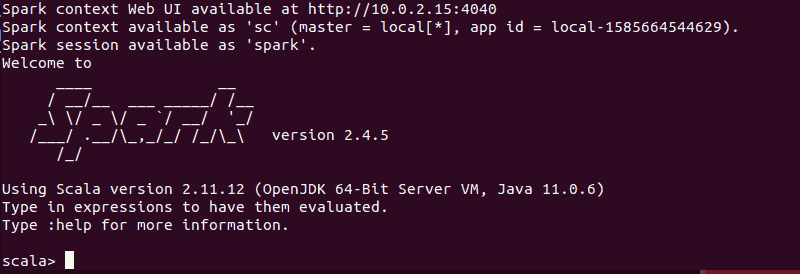 Spark context Web UI available at http://10.0.2.15:4040
Spark context available as 'sc' (master = local[*], app id = local-1585664544629).
Spark session available as 'spark'.
Welcome to
      ____              __
     / __/__  ___ _____/ /__
    _\ \/ _ \/ _ `/ __/  '_/
   /___/ .__/\_,_/_/ /_/\_\   version 2.4.5
      /_/
Using Scala version 2.11.12 (OpenJDK 64-Bit Server VM, Java 11.0.6)
Type in expressions to have them evaluated.
Type :help for more information.
scala>